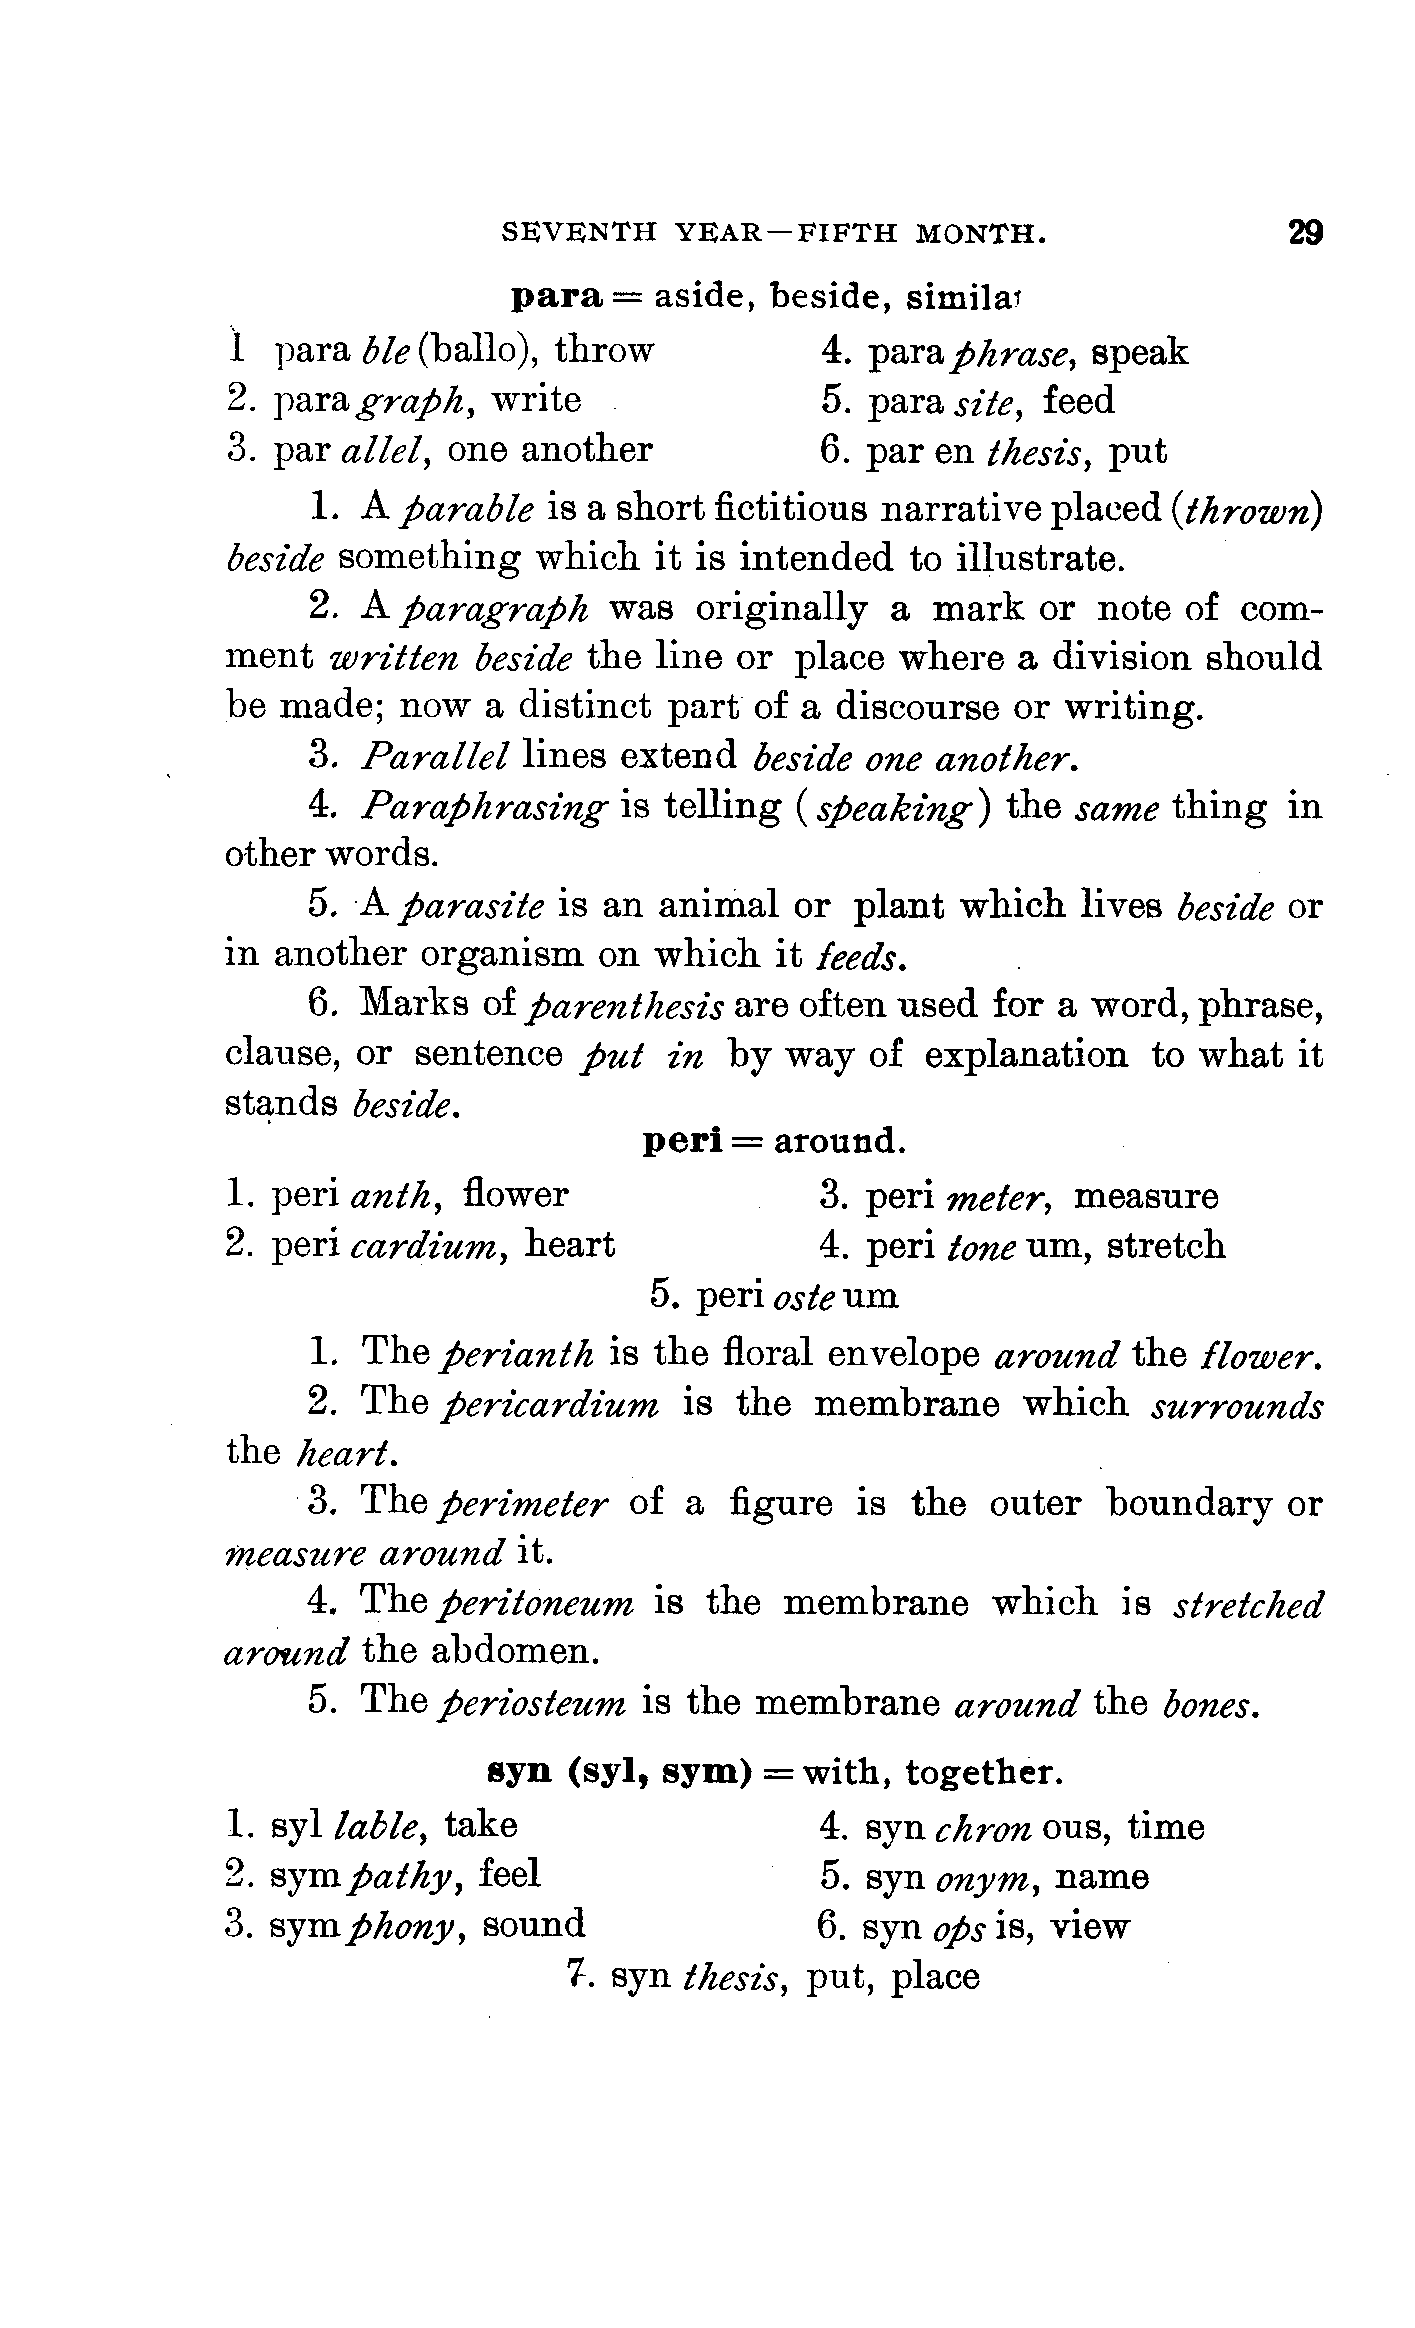 SEVENTH YEAR—FIFTH MONTH. 29
para = aside, beside, similar
1 para ble (ballo), throw 4. para phrase, speak
2. para graph, write 5. para site, feed
3. par allel, one another 6. par en thesis, put
1. A parable is a short fictitious narrative placed (thrown)
beside something which it is intended to illustrate.
2. A paragraph was originally a mark or note of com-
ment written beside the line or place where a division should
be made; now a distinct part of a discourse or writing.
3. Parallel lines extend beside one another.
4. Paraphrasing is telling (speaking) the same thing in
other words.
5. A parasite is an animal or plant which lives beside or
in another organism on which it feeds.
6. Marks of parenthesis are often used for a word, phrase,
clause, or sentence put in by way of explanation to what it
stands beside.
peri = around.
1. peri anth, flower 3. peri meter, measure
2. peri cardium, heart 4. peri tone um, stretch
5. peri oste um
1. The perianth is the floral envelope around the flower.
2. The pericardium is the membrane which surrounds
the heart.
3. The perimeter of a figure is the outer boundary or
measure around it.
4. The peritoneum is the membrane which is stretched
around the abdomen.
5. The periosteum is the membrane around the bones.
syn (syl, sym) = with, together.
1. syl lable, take 4. syn chron ous, time
2. sym pathy, feel 5. syn onym, name
3. sym phony, sound 6. syn ops is, view
7. syn thesis, put, place